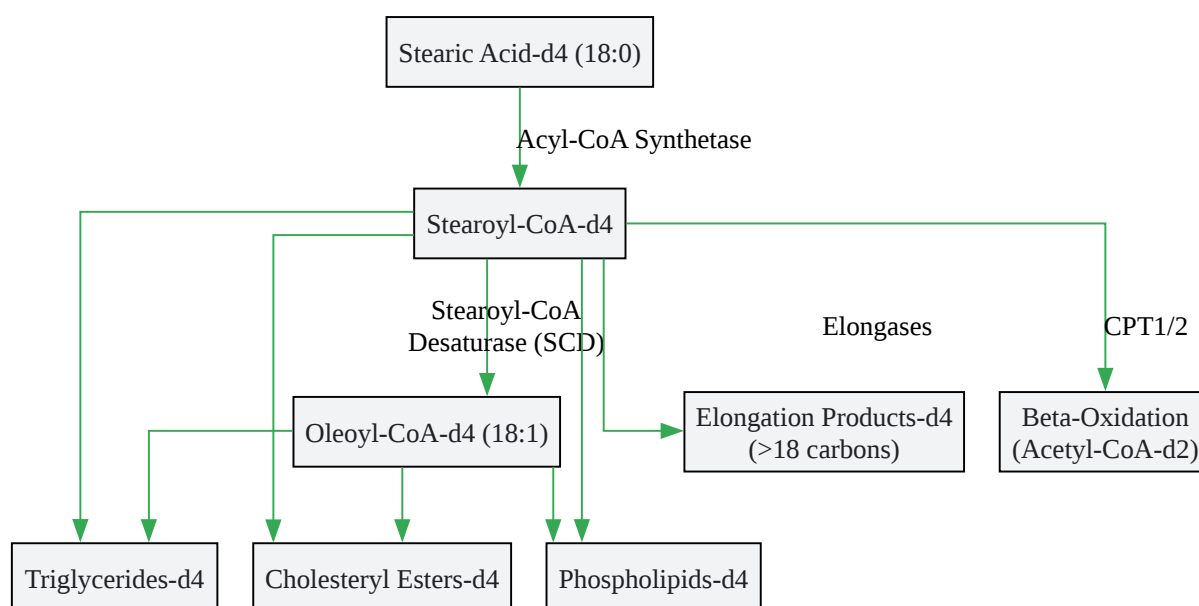 Stearic Acid-d4 (18:0)
Acyl-CoA Synthetase
Stearoyl-CoA-d4
Stearoyl-CoA
Desaturase (SCD)
Elongases
CPT1/2
Oleoyl-CoA-d4 (18:1)
Elongation Products-d4
(>18 carbons)
Beta-Oxidation
(Acetyl-CoA-d2)
Triglycerides-d4
Cholesteryl Esters-d4
Phospholipids-d4